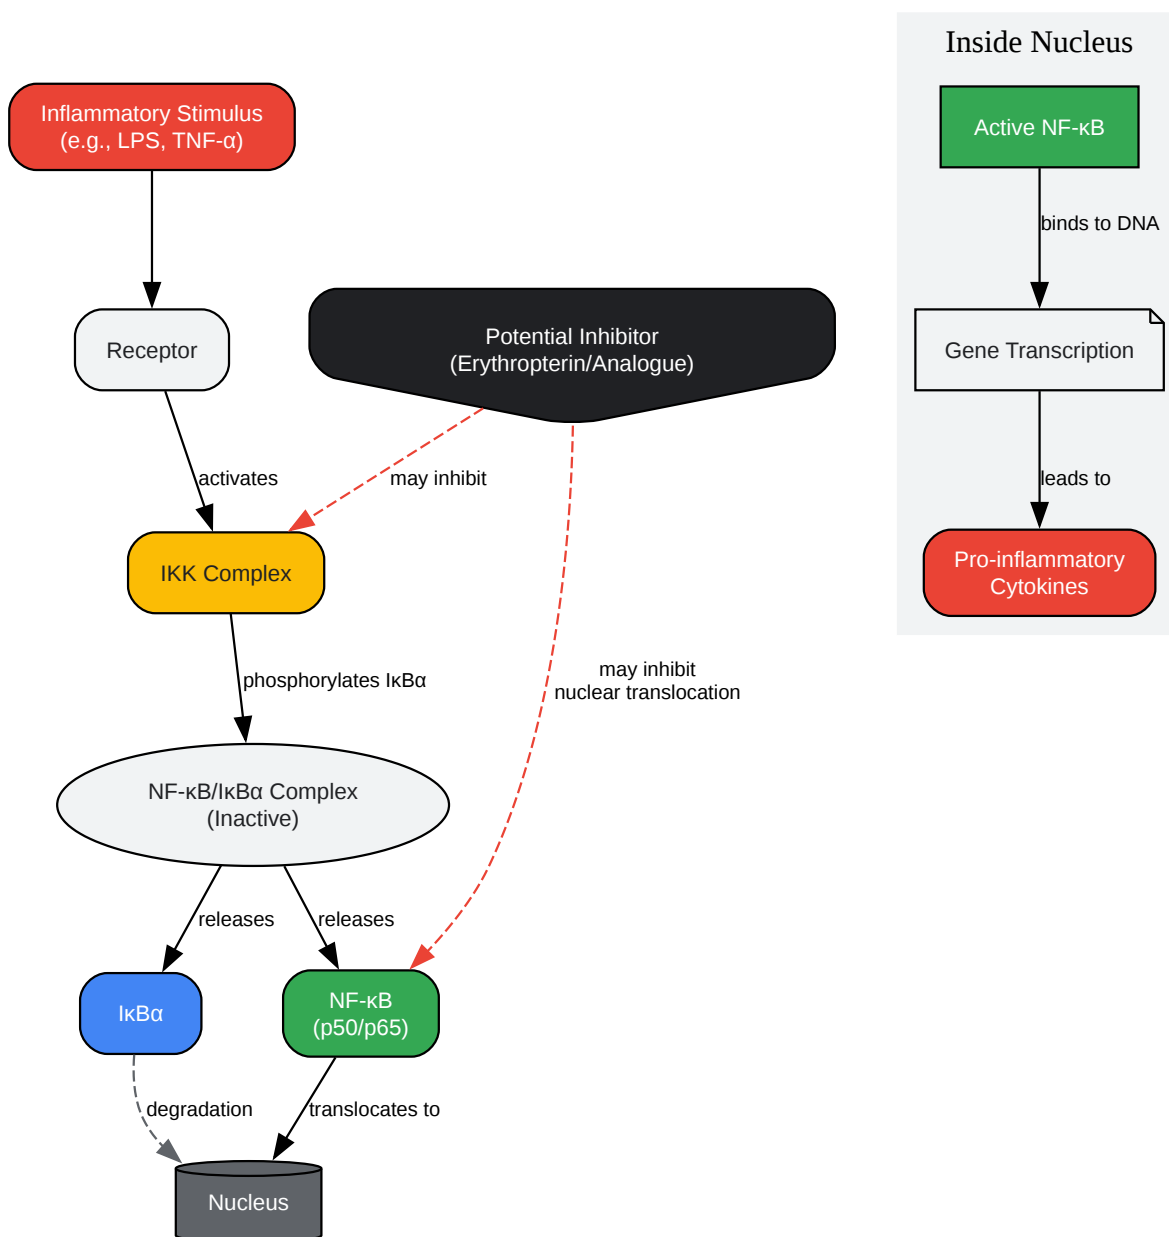 Inside Nucleus
Inflammatory Stimulus
(e.g., LPS, TNF-α)
Active NF-κB
binds to DNA
Receptor
Potential Inhibitor
(Erythropterin/Analogue)
Gene Transcription
activates
may inhibit
leads to
IKK Complex
Pro-inflammatory
Cytokines
phosphorylates IκBα
may inhibit
nuclear translocation
NF-κB/IκBα Complex
(Inactive)
releases
releases
IκBα
NF-κB
(p50/p65)
degradation
translocates to
Nucleus